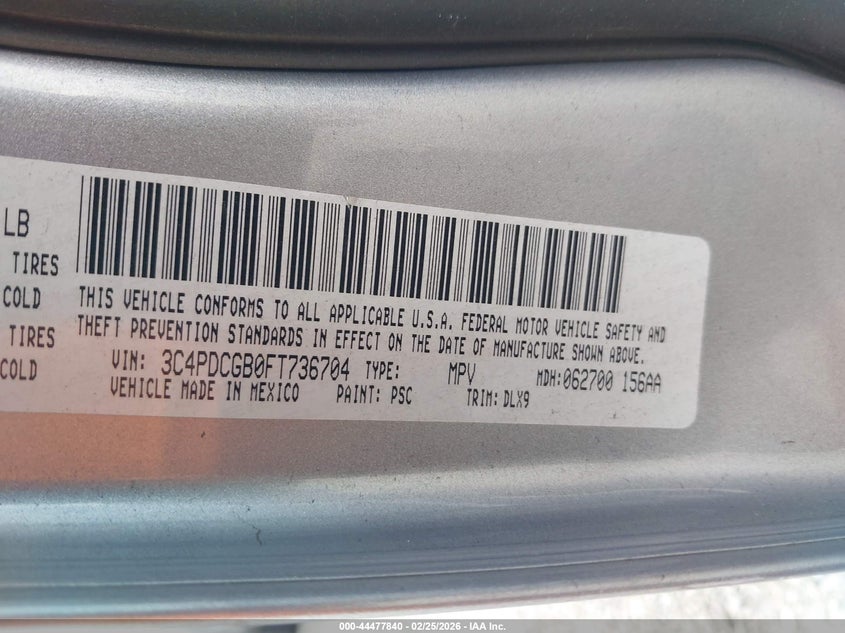 LB
TIRES
COLD
THIS VEHICLE CONFORMS TO ALL APPLICABLE U.S.A. FEDERAL MOTOR VEHICLE SAFETY AND
TIRES
THEFT PREVENTION STANDARDS IN EFFECT ON THE DATE OF MANUFACTURE SHOWN ABOVE.
COLD
VIN: 3C4PDCGB0FT736704 TYPE: MPV MDH:062700 156AA
VEHICLE MADE IN MEXICO PAINT: PSC TRIM: DLX9
000-44477840 - 02/25/2026 - IAA Inc.